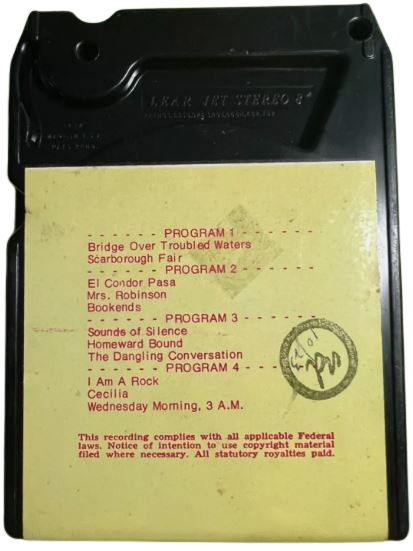 LEAR JET STEREO 8
- - - - - - - PROGRAM 1 - - - - - - -
Bridge Over Troubled Waters
Scarborough Fair
- - - - - - - PROGRAM 2 - - - - - - -
El Condor Pasa
Mrs. Robinson
Bookends
- - - - - - - PROGRAM 3 - - - - - - -
Sounds of Silence
Homeward Bound
The Dangling Conversation
- - - - - - - PROGRAM 4 - - - - - - -
I Am A Rock
Cecilia
Wednesday Morning, 3 A.M.
This recording complies with all applicable Federal
laws. Notice of intention to use copyright material
filed where necessary. All statutory royalties paid.